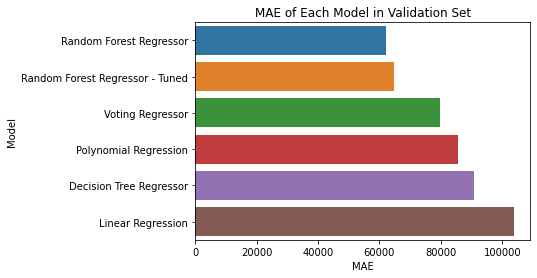 MAE of Each Model in Validation Set
Random Forest Regressor
Random Forest Regressor - Tuned
Voting Regressor
Polynomial Regression
Decision Tree Regressor
Linear Regression
Model
0 20000 40000 60000 80000 100000
MAE